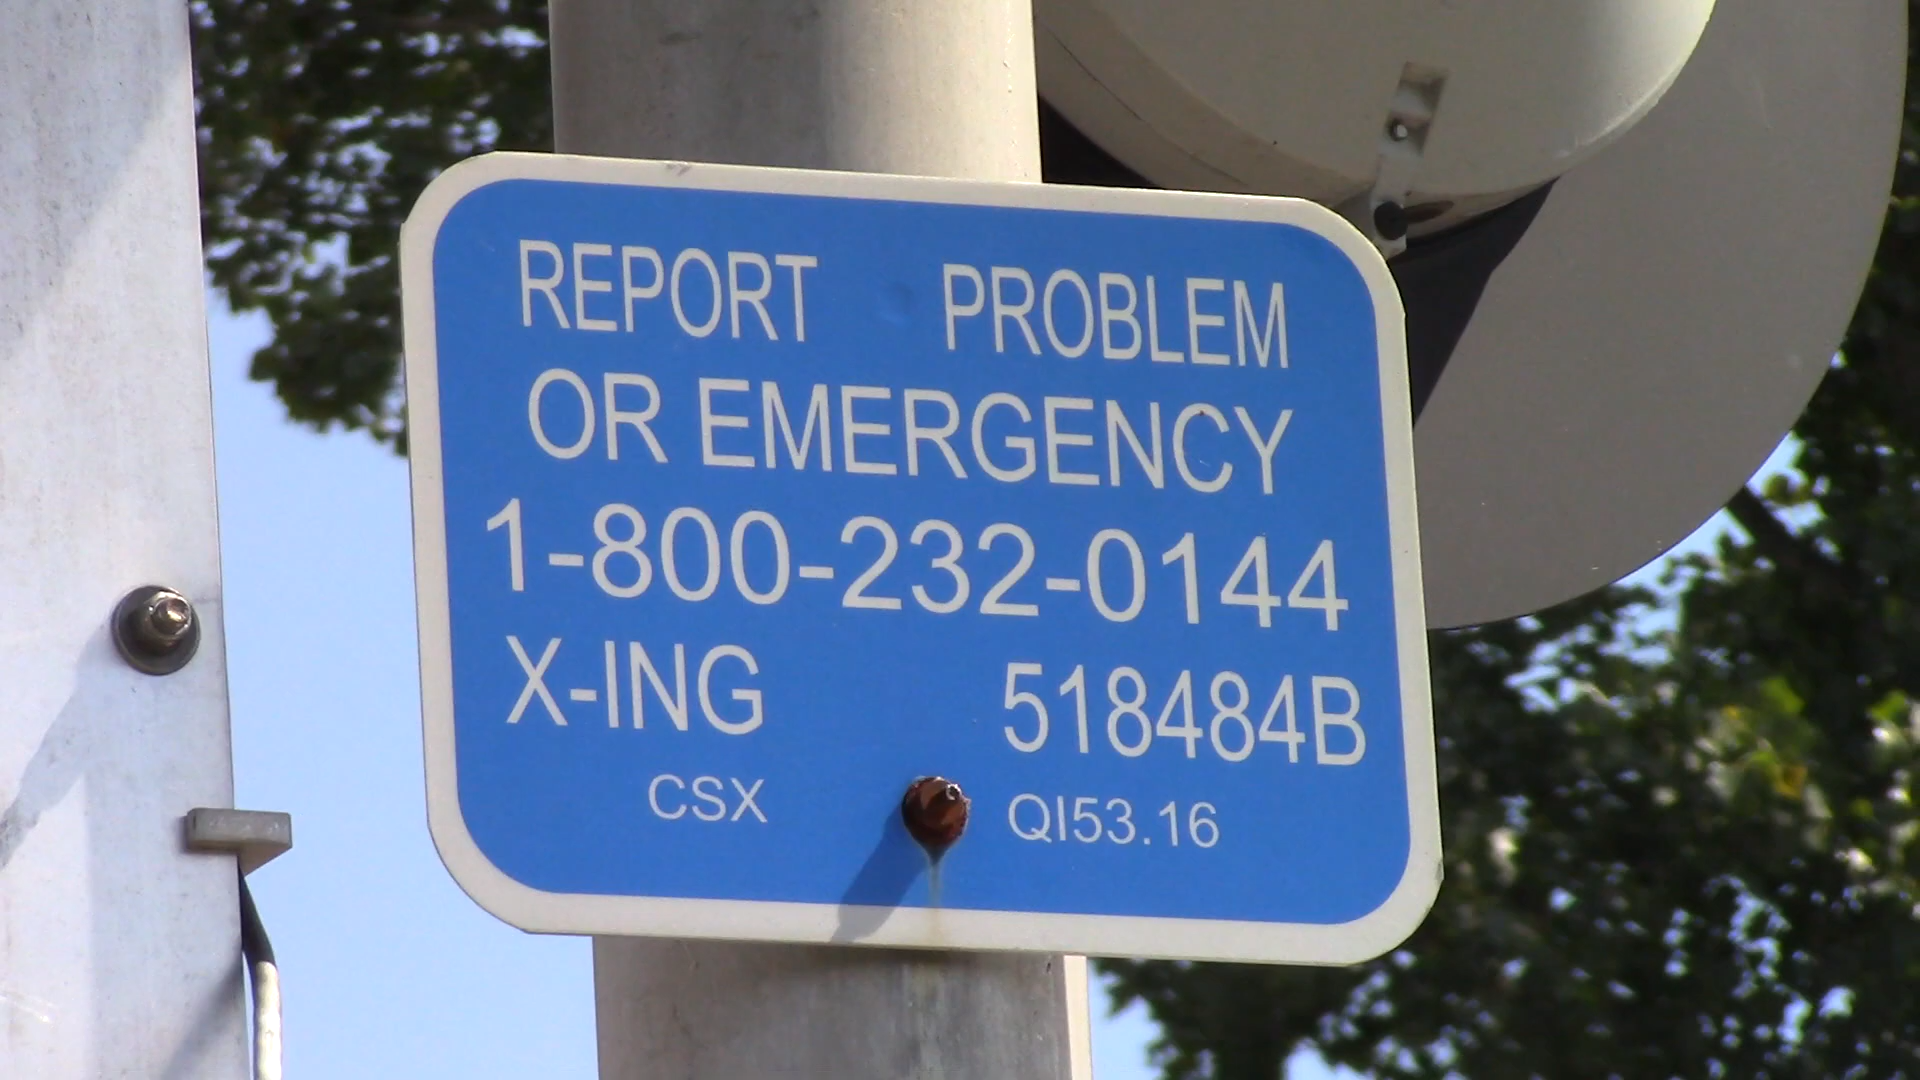 REPORT PROBLEM
OR EMERGENCY
1-800-232-0144
X-ING 518484B
CSX QI53.16